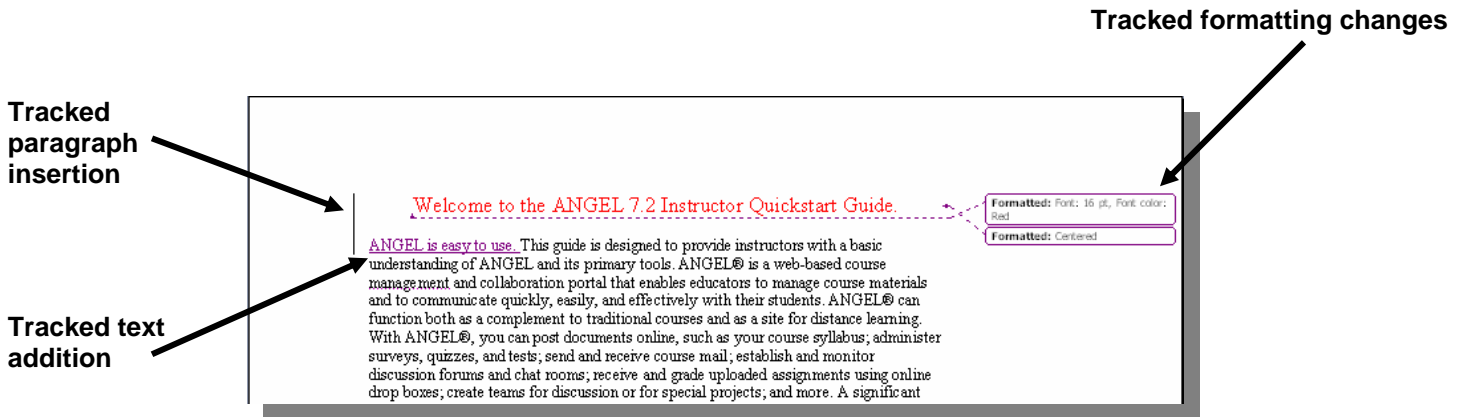 Tracked formatting changes
Tracked
paragraph
insertion
Welcome to the ANGEL 7.2 Instructor Quickstart Guide.
Formatted: Font: 16 pt, Font color:
Red
Formatted: Centered
ANGEL is easy to use. This guide is designed to provide instructors with a basic
understanding of ANGEL and its primary tools. ANGEL® is a web-based course
management and collaboration portal that enables educators to manage course materials
and to communicate quickly, easily, and effectively with their students. ANGEL® can
function both as a complement to traditional courses and as a site for distance learning.
With ANGEL®, you can post documents online, such as your course syllabus; administer
surveys, quizzes, and tests; send and receive course mail; establish and monitor
discussion forums and chat rooms; receive and grade uploaded assignments using online
drop boxes; create teams for discussion or for special projects; and more. A significant
Tracked text
addition